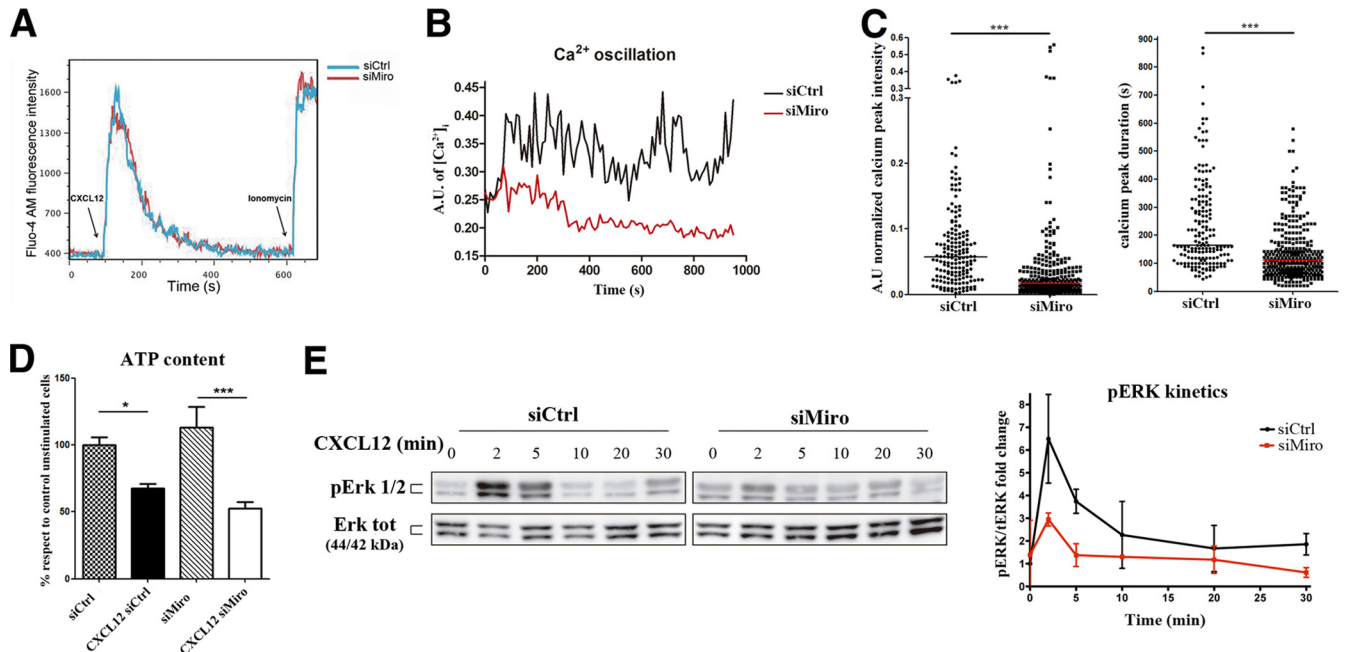 A
siCtrl
siMiro
Fluo-4 AM fluorescence intensity
1600
1300
1000
700
400
CXCL12
Ionomycin
0
200
400
600
Time (s)
B
Ca²⁺ oscillation
siCtrl
siMiro
A.U. of [Ca²⁺]i
0.45
0.40
0.35
0.30
0.25
0.20
0.15
0
200
400
600
800
1000
Time (s)
C
A.U normalized calcium peak intensity
0.6
0.5
0.4
0.3
0.3
0.2
0.1
0.0
***
siCtrl
siMiro
calcium peak duration (s)
900
800
700
600
500
400
300
200
100
0
***
siCtrl
siMiro
D
ATP content
% respect to control unstimulated cells
150
100
50
0
*
***
siCtrl
CXCL12 siCtrl
siMiro
CXCL12 siMiro
E
siCtrl
siMiro
CXCL12 (min)
0 2 5 10 20 30
0 2 5 10 20 30
pErk 1/2
Erk tot
(44/42 kDa)
pERK kinetics
siCtrl
siMiro
pERK/tERK fold change
8
7
6
5
4
3
2
1
0
0
5
10
15
20
25
30
Time (min)